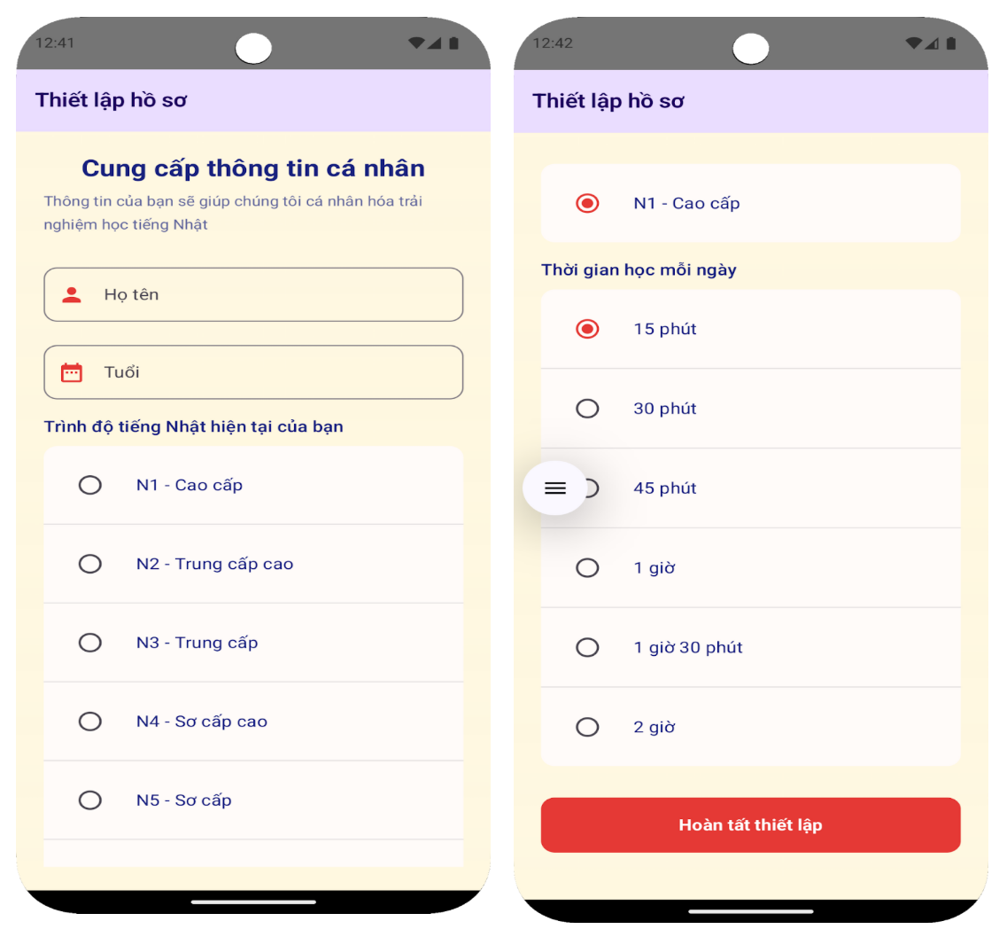 12:41
Thiết lập hồ sơ
Cung cấp thông tin cá nhân
Thông tin của bạn sẽ giúp chúng tôi cá nhân hóa trải
nghiệm học tiếng Nhật
Họ tên
Tuổi
Trình độ tiếng Nhật hiện tại của bạn
N1 - Cao cấp
N2 - Trung cấp cao
N3 - Trung cấp
N4 - Sơ cấp cao
N5 - Sơ cấp
12:42
Thiết lập hồ sơ
N1 - Cao cấp
Thời gian học mỗi ngày
15 phút
30 phút
45 phút
1 giờ
1 giờ 30 phút
2 giờ
Hoàn tất thiết lập